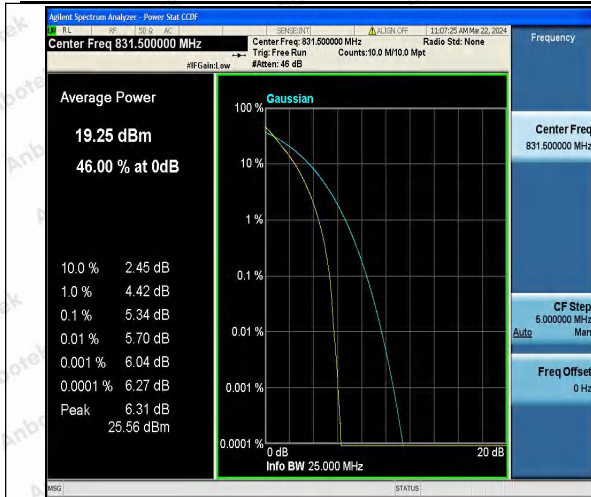 Agilent Spectrum Analyzer - Power Stat CCDF
RL RF 50 Ω AC SENSE:INT ALIGN OFF 11:07:25 AM Mar 22, 2024
Center Freq 831.500000 MHz
Center Freq: 831.500000 MHz Radio Std: None
Trig: Free Run Counts:10.0 M/10.0 Mpt
#IFGain:Low #Atten: 46 dB
Frequency
Average Power
19.25 dBm
46.00 % at 0dB
10.0 % 2.45 dB
1.0 % 4.42 dB
0.1 % 5.34 dB
0.01 % 5.70 dB
0.001 % 6.04 dB
0.0001 % 6.27 dB
Peak 6.31 dB
25.56 dBm
Gaussian
100 %
10 %
1 %
0.1 %
0.01 %
0.001 %
0.0001 %
0 dB 20 dB
Info BW 25.000 MHz
Center Freq
831.500000 MHz
CF Step
5.000000 MHz
Auto Man
Freq Offset
0 Hz
MSG STATUS